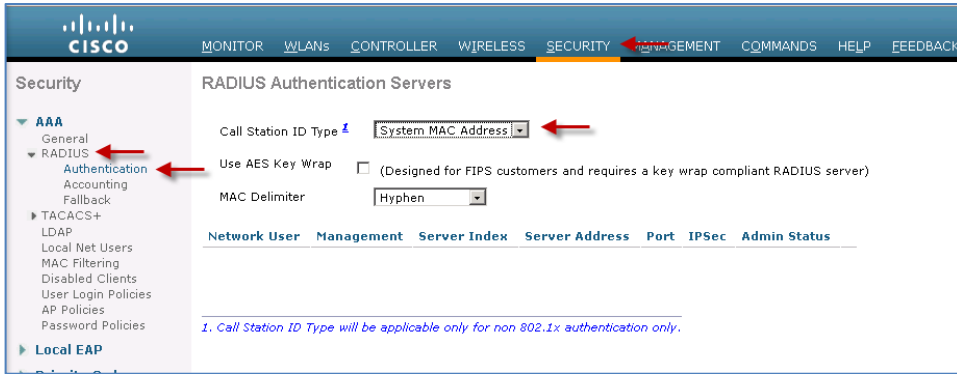 CISCO
MONITOR WLANs CONTROLLER WIRELESS SECURITY MANAGEMENT COMMANDS HELP FEEDBACK
Security
AAA
General
RADIUS
Authentication
Accounting
Fallback
TACACS+
LDAP
Local Net Users
MAC Filtering
Disabled Clients
User Login Policies
AP Policies
Password Policies
Local EAP
RADIUS Authentication Servers
Call Station ID Type 1 System MAC Address
Use AES Key Wrap (Designed for FIPS customers and requires a key wrap compliant RADIUS server)
MAC Delimiter Hyphen
Network User Management Server Index Server Address Port IPSec Admin Status
1. Call Station ID Type will be applicable only for non 802.1x authentication only.